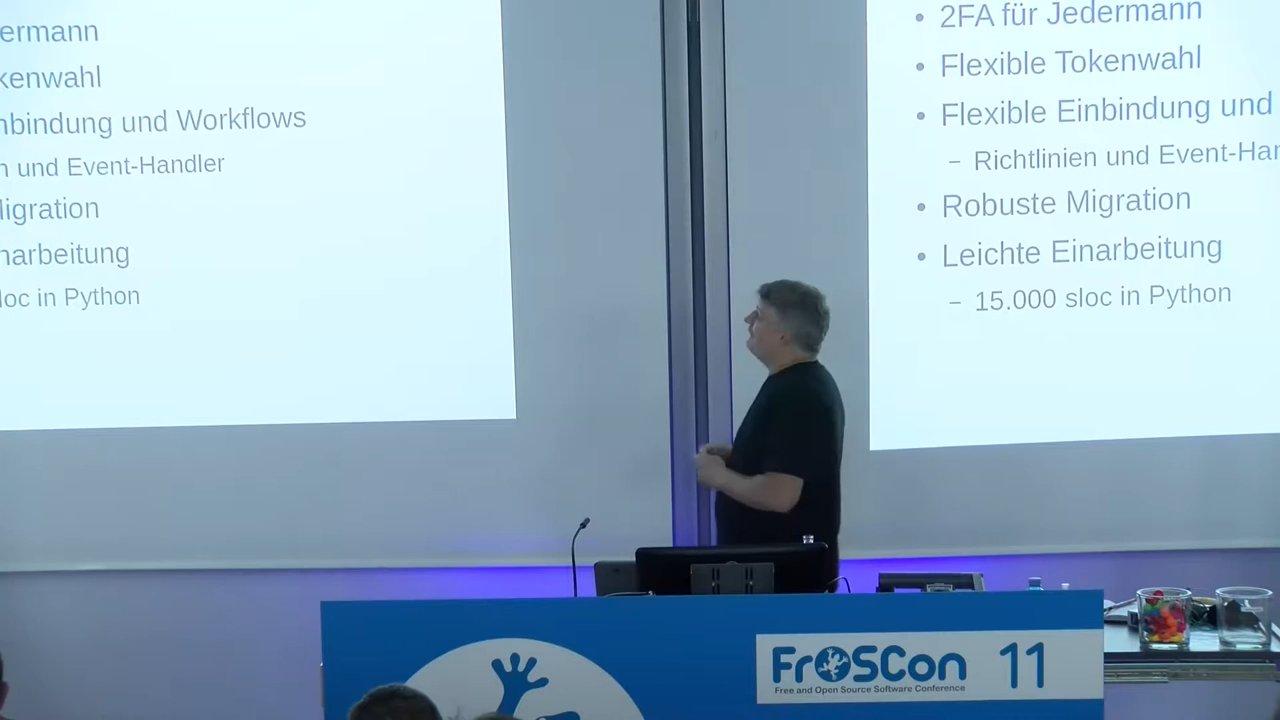 ermann
kenwahl
nbindung und Workflows
n und Event-Handler
ligration
narbeitung
loc in Python
• 2FA für Jedermann
• Flexible Tokenwahl
• Flexible Einbindung und
– Richtlinien und Event-Har
• Robuste Migration
• Leichte Einarbeitung
– 15.000 sloc in Python
FrOSCon 11
Free and Open Source Software Conference